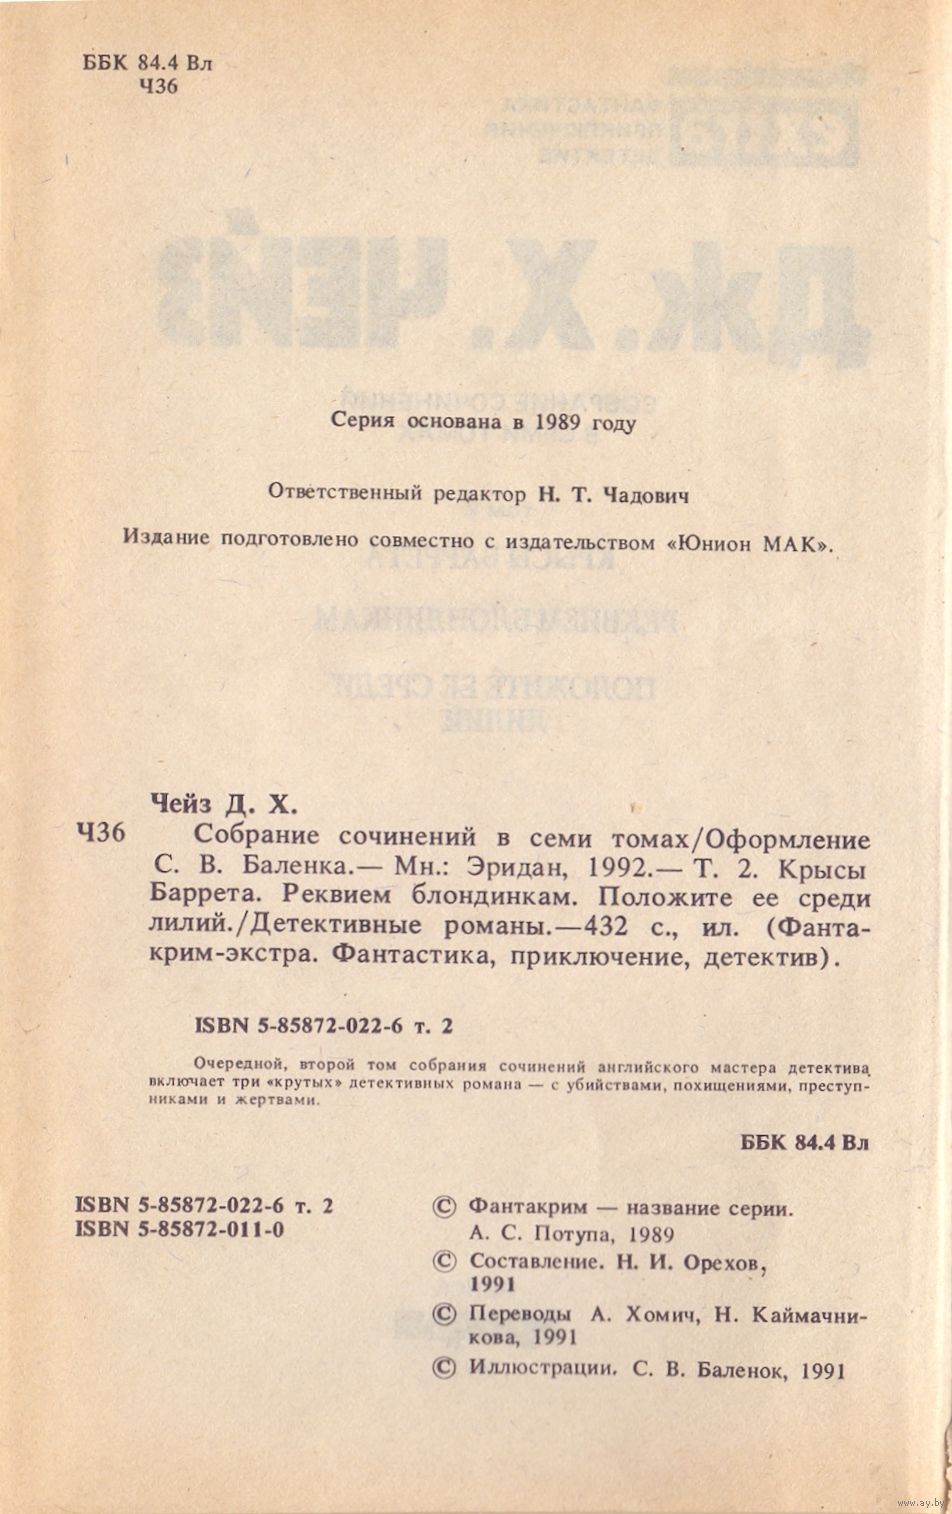 ББК 84.4 Вл
Ч36
Серия основана в 1989 году
Ответственный редактор Н. Т. Чадович
Издание подготовлено совместно с издательством «Юнион МАК».
Чейз Д. Х.
Ч36 Собрание сочинений в семи томах/Оформление
С. В. Баленка.— Мн.: Эридан, 1992.— Т. 2. Крысы
Баррета. Реквием блондинкам. Положите ее среди
лилий./Детективные романы.—432 с., ил. (Фанта-
крим-экстра. Фантастика, приключение, детектив).
ISBN 5-85872-022-6 т. 2
Очередной, второй том собрания сочинений английского мастера детектива
включает три «крутых» детективных романа — с убийствами, похищениями, преступ-
никами и жертвами.
ББК 84.4 Вл
ISBN 5-85872-022-6 т. 2
ISBN 5-85872-011-0
© Фантакрим — название серии.
А. С. Потупа, 1989
© Составление. Н. И. Орехов,
1991
© Переводы А. Хомич, Н. Каймачни-
кова, 1991
© Иллюстрации. С. В. Баленок, 1991
www.ay.by